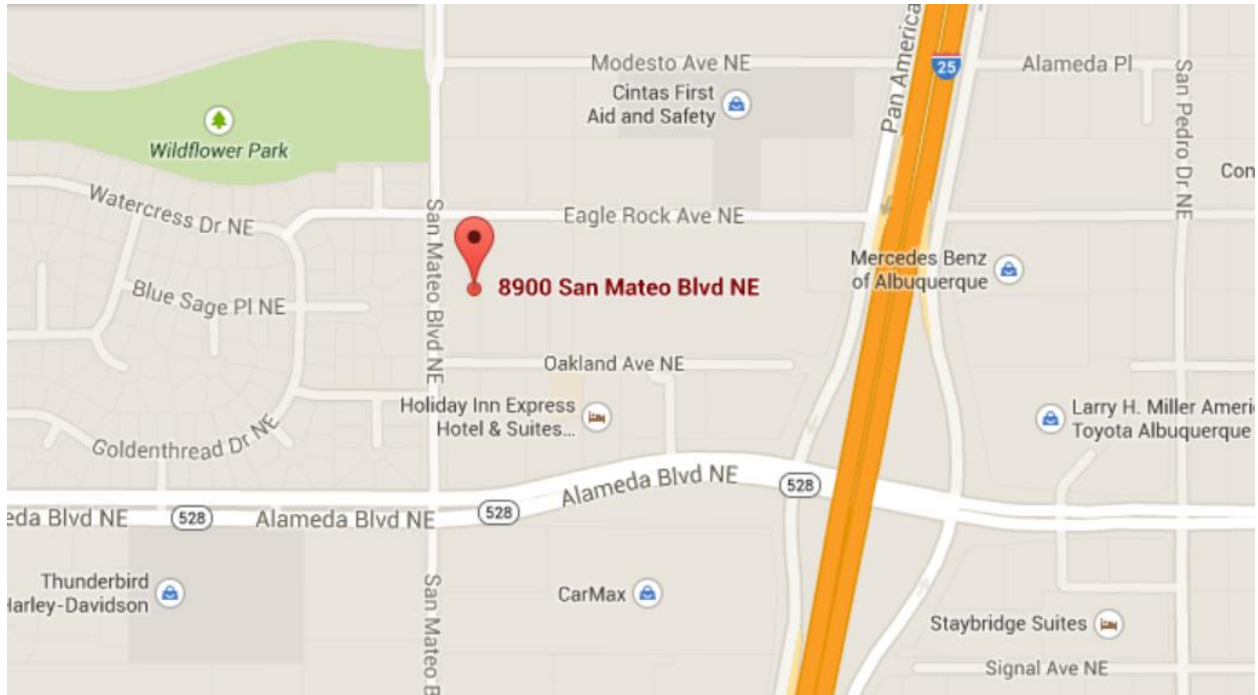 Modesto Ave NE
Pan America
25
Alameda Pl
Cintas First
Aid and Safety
San Pedro Dr NE
Wildflower Park
Con
Watercress Dr NE
San Mateo Blvd NE
Eagle Rock Ave NE
Mercedes Benz
of Albuquerque
8900 San Mateo Blvd NE
Blue Sage Pl NE
Oakland Ave NE
Holiday Inn Express
Hotel & Suites...
Larry H. Miller Ameri
Toyota Albuquerque
Goldenthread Dr NE
Alameda Blvd NE
528
eda Blvd NE
528
Alameda Blvd NE
528
Thunderbird
Harley-Davidson
San Mateo B
CarMax
Staybridge Suites
Signal Ave NE